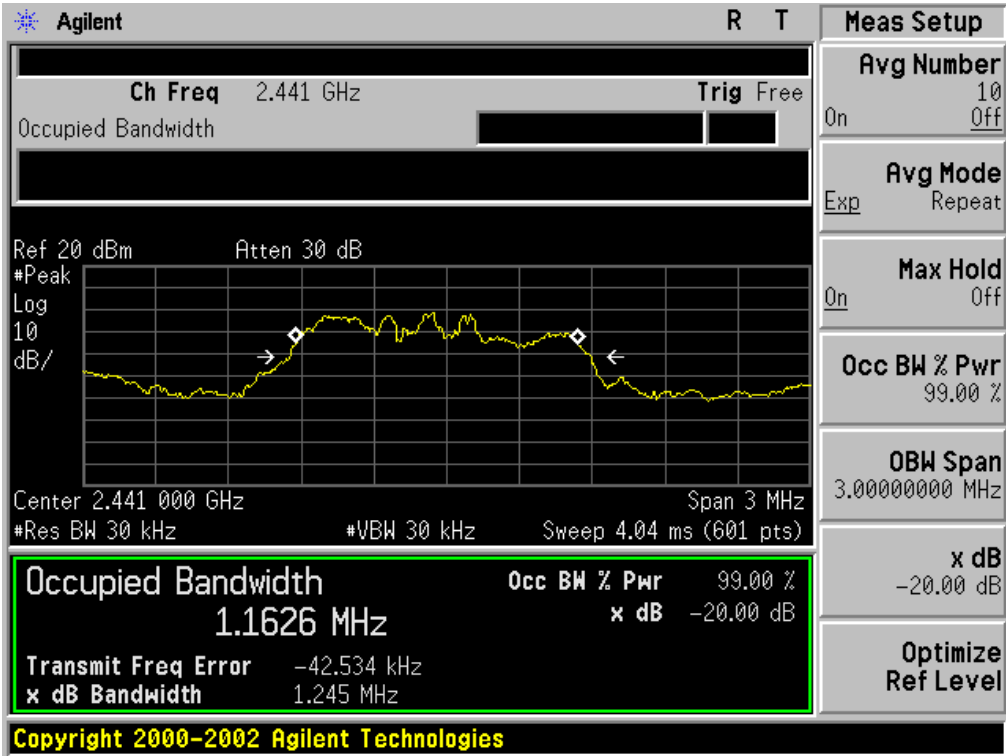 Agilent R T
Meas Setup
Ch Freq 2.441 GHz Trig Free
Occupied Bandwidth
Ref 20 dBm Atten 30 dB
#Peak
Log
10
dB/
Center 2.441 000 GHz Span 3 MHz
#Res BW 30 kHz #VBW 30 kHz Sweep 4.04 ms (601 pts)
Occupied Bandwidth
1.1626 MHz
Occ BW % Pwr 99.00 %
x dB -20.00 dB
Transmit Freq Error -42.534 kHz
x dB Bandwidth 1.245 MHz
Avg Number
10
On Off
Avg Mode
Exp Repeat
Max Hold
On Off
Occ BW % Pwr
99.00 %
OBW Span
3.00000000 MHz
x dB
-20.00 dB
Optimize
Ref Level
Copyright 2000-2002 Agilent Technologies